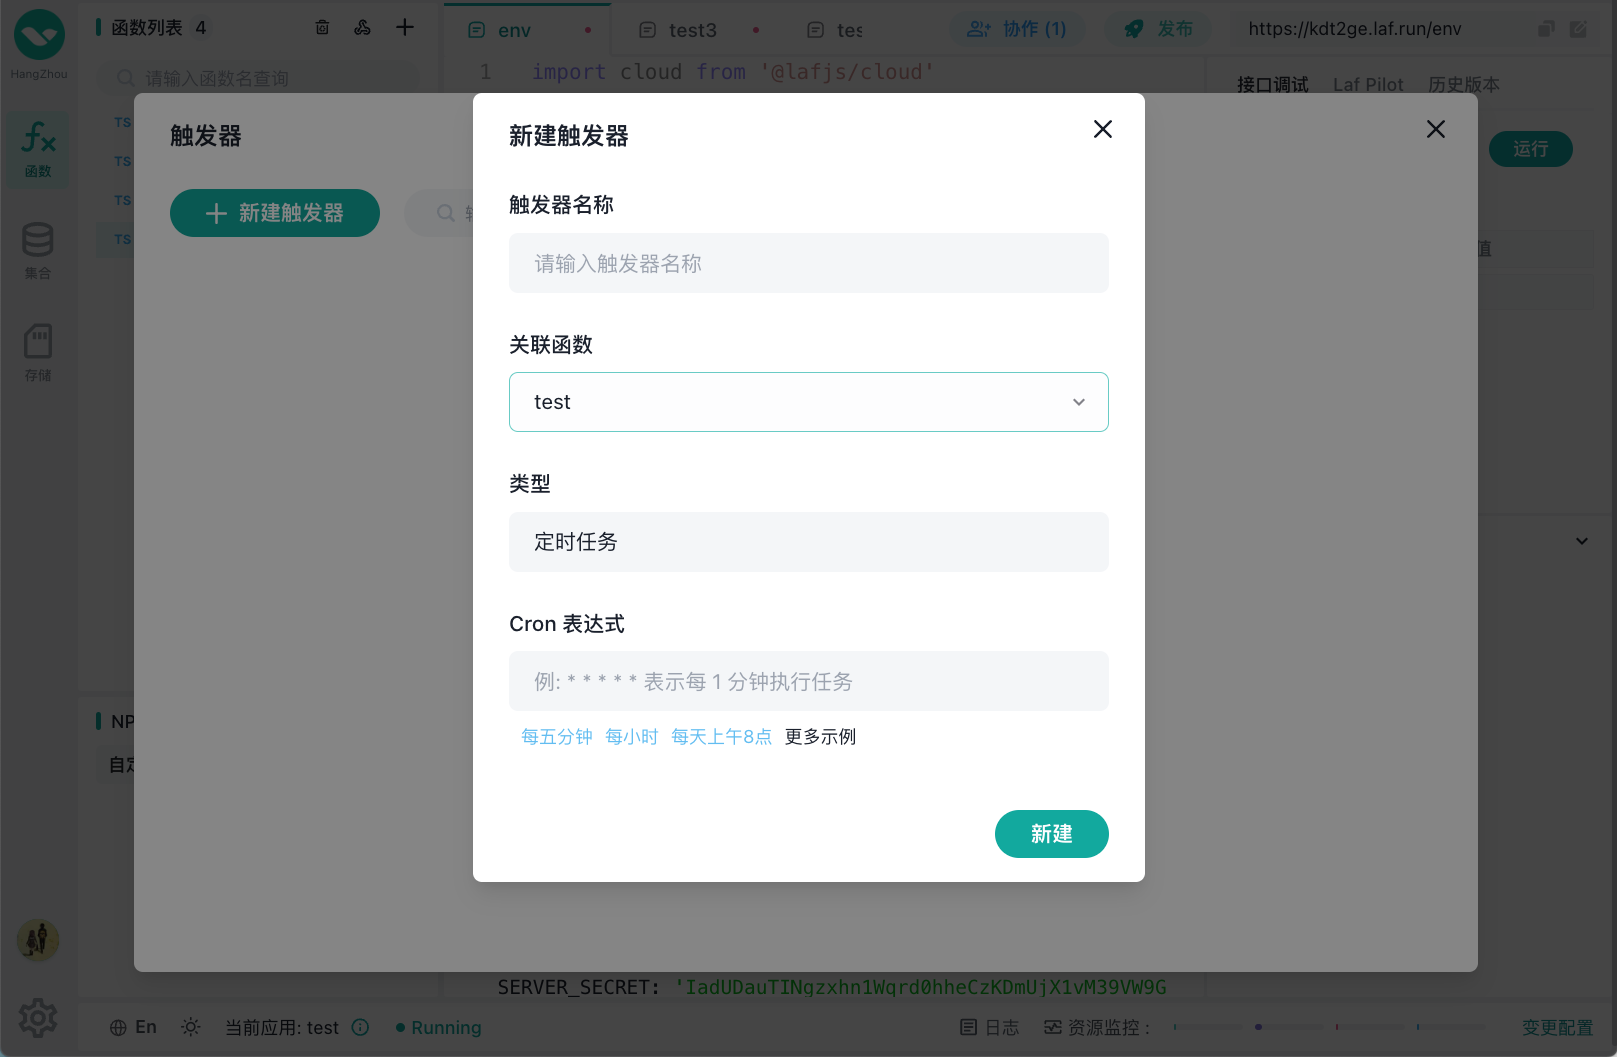 HangZhou
函数
集合
存储
函数列表 4
请输入函数名查询
TS
TS
TS
TS
env
test3
协作 (1)
发布
https://kdt2ge.laf.run/env
1 import cloud from '@lafjs/cloud'
接口调试 Laf Pilot 历史版本
运行
值
触发器
新建触发器
新建触发器
触发器名称
请输入触发器名称
关联函数
test
类型
定时任务
Cron 表达式
例: * * * * * 表示每 1 分钟执行任务
每五分钟 每小时 每天上午8点 更多示例
新建
SERVER_SECRET: 'IadUDauTINgzxhn1Wqrd0hheCzKDmUjX1vM39VW9G
En 当前应用: test Running
日志 资源监控 :
变更配置